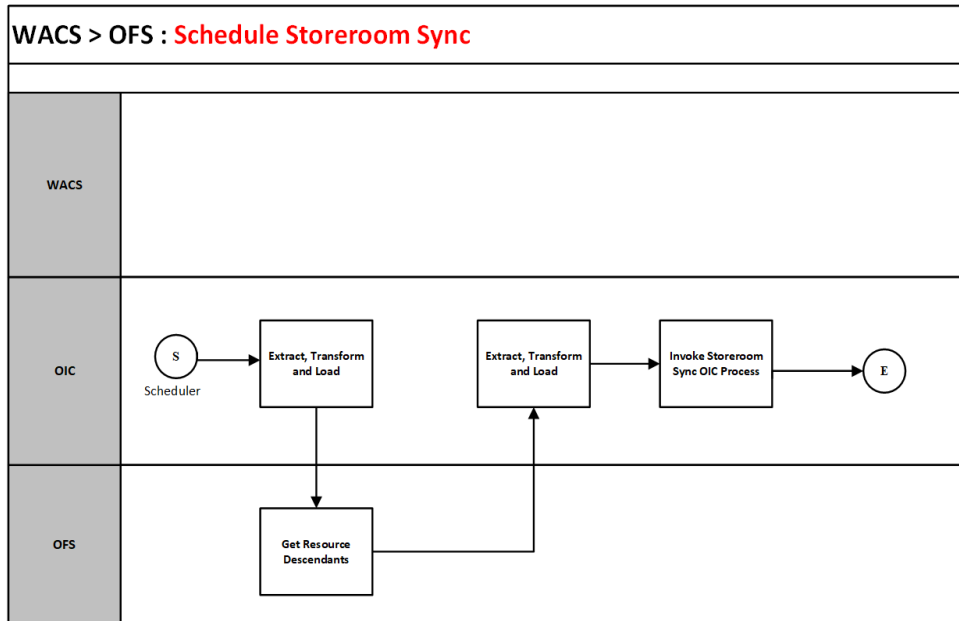 WACS > OFS : Schedule Storeroom Sync
WACS
OIC
S
Scheduler
Extract, Transform
and Load
Extract, Transform
and Load
Invoke Storeroom
Sync OIC Process
E
OFS
Get Resource
Descendants